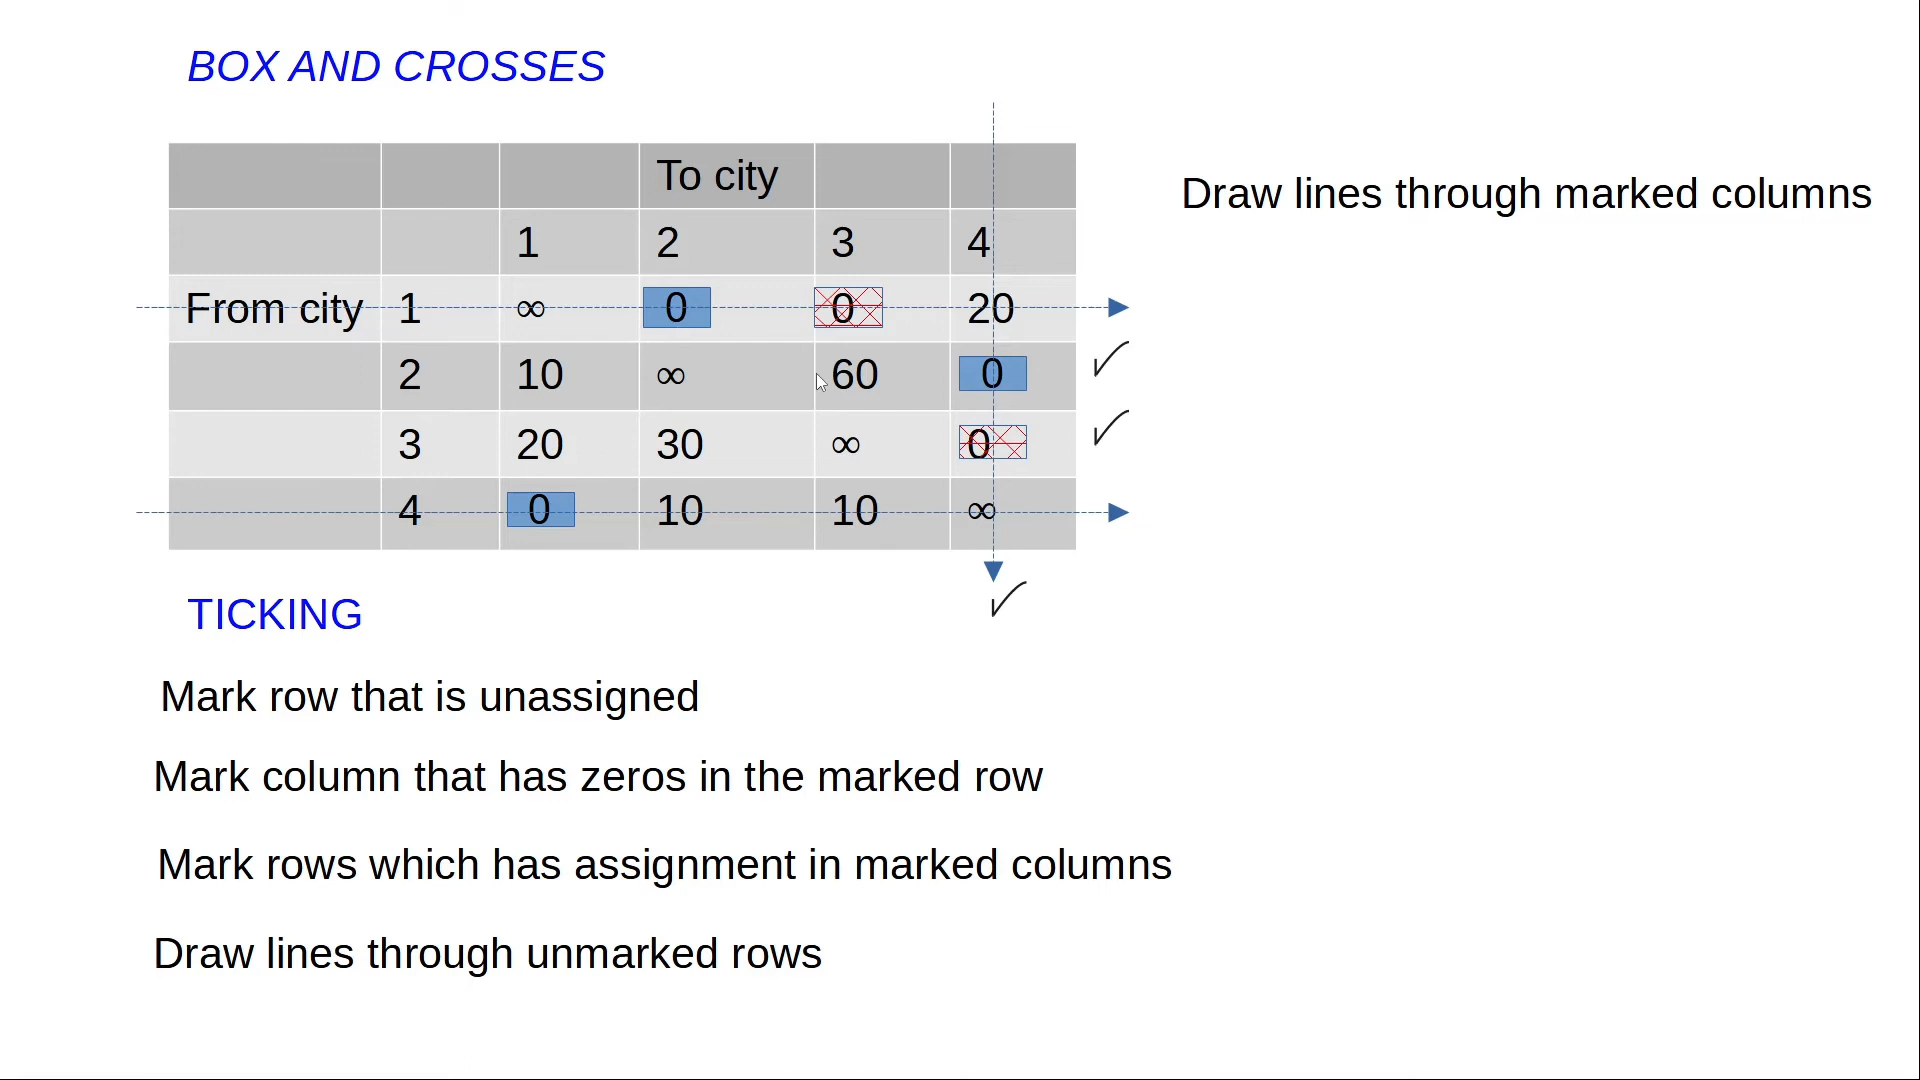 BOX AND CROSSES
To city
1 2 3 4
From city 1 ∞ 0 0 20
2 10 ∞ 60 0
3 20 30 ∞ 0
4 0 10 10 ∞
Draw lines through marked columns
TICKING
Mark row that is unassigned
Mark column that has zeros in the marked row
Mark rows which has assignment in marked columns
Draw lines through unmarked rows